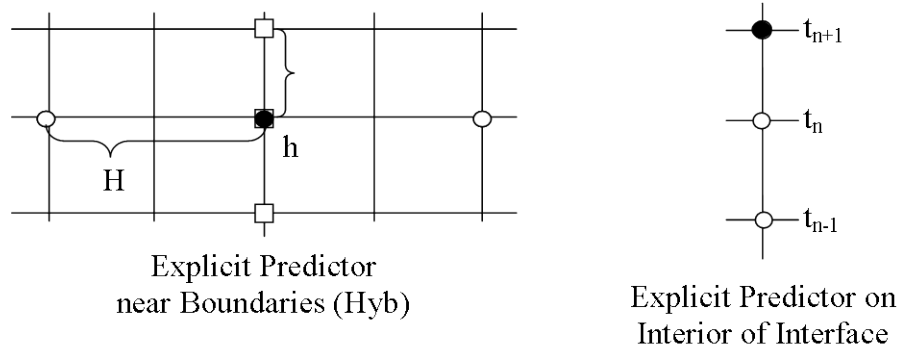 H
h
Explicit Predictor
near Boundaries (Hyb)
t_{n+1}
t_n
t_{n-1}
Explicit Predictor on
Interior of Interface